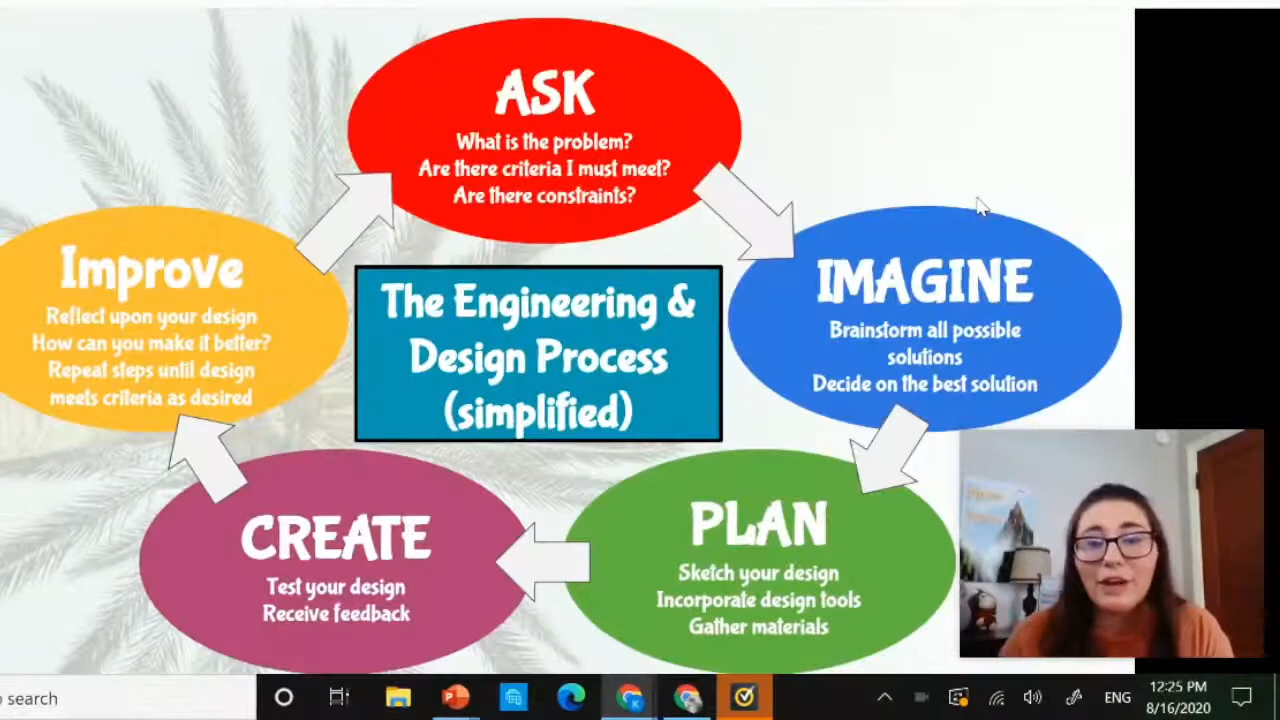 ASK
What is the problem?
Are there criteria I must meet?
Are there constraints?
IMAGINE
Brainstorm all possible
solutions
Decide on the best solution
Improve
Reflect upon your design
How can you make it better?
Repeat steps until design
meets criteria as desired
The Engineering &
Design Process
(simplified)
PLAN
Sketch your design
Incorporate design tools
Gather materials
CREATE
Test your design
Receive feedback
search
ENG
12:25 PM
8/16/2020